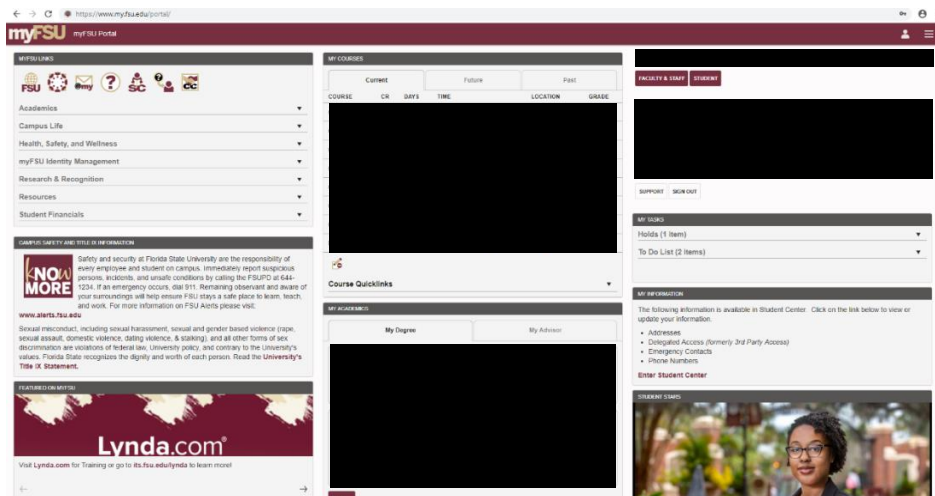 https://www.my.fsu.edu/portal/
myFSU myFSU Portal
MYFSU LINKS
FSU my ? SC CC
Academics
Campus Life
Health, Safety, and Wellness
myFSU Identity Management
Research & Recognition
Resources
Student Financials
CAMPUS SAFETY AND TITLE IX INFORMATION
KNOW MORE
Safety and security at Florida State University are the responsibility of
every employee and student on campus. Immediately report suspicious
persons, incidents, and unsafe conditions by calling the FSUPD at 644-
1234. If an emergency occurs, dial 911. Remaining observant and aware of
your surroundings will help ensure FSU stays a safe place to learn, teach,
and work. For more information on FSU Alerts please visit:
www.alerts.fsu.edu
Sexual misconduct, including sexual harassment, sexual and gender based violence (rape,
sexual assault, domestic violence, dating violence, & stalking), and all other forms of sex
discrimination are violations of federal law, University policy, and contrary to the University's
values. Florida State recognizes the dignity and worth of each person. Read the University's
Title IX Statement.
FEATURED ON MYFSU
Lynda.com®
Visit Lynda.com for Training or go to its.fsu.edu/lynda to learn more!
MY COURSES
Current Future Past
COURSE CR DAYS TIME LOCATION GRADE
Course Quicklinks
MY ACADEMICS
My Degree My Advisor
FACULTY & STAFF STUDENT
SUPPORT SIGN OUT
MY TASKS
Holds (1 item)
To Do List (2 items)
MY INFORMATION
The following information is available in Student Center. Click on the link below to view or
update your information.
• Addresses
• Delegated Access (formerly 3rd Party Access)
• Emergency Contacts
• Phone Numbers
Enter Student Center
STUDENT STARS